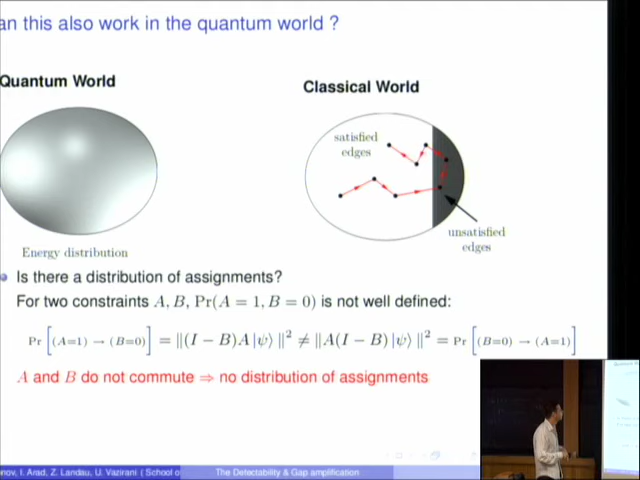 an this also work in the quantum world ?
Quantum World
Classical World
satisfied
edges
unsatisfied
edges
Energy distribution
Is there a distribution of assignments?
For two constraints A, B, Pr(A = 1, B = 0) is not well defined:
Pr[(A=1) → (B=0)] = ‖(I − B)A|ψ⟩‖² ≠ ‖A(I − B)|ψ⟩‖² = Pr[(B=0) → (A=1)]
A and B do not commute ⇒ no distribution of assignments
nov, I. Arad, Z. Landau, U. Vazirani ( School o
The Detectability & Gap amplification